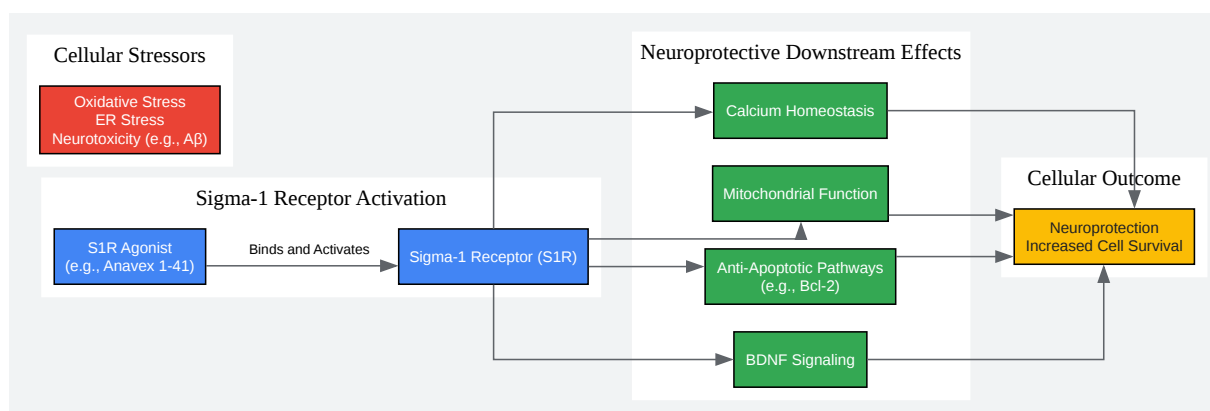 Cellular Stressors
Oxidative Stress
ER Stress
Neurotoxicity (e.g., Aβ)
Sigma-1 Receptor Activation
S1R Agonist
(e.g., Anavex 1-41)
Binds and Activates
Sigma-1 Receptor (S1R)
Neuroprotective Downstream Effects
Calcium Homeostasis
Mitochondrial Function
Anti-Apoptotic Pathways
(e.g., Bcl-2)
BDNF Signaling
Cellular Outcome
Neuroprotection
Increased Cell Survival